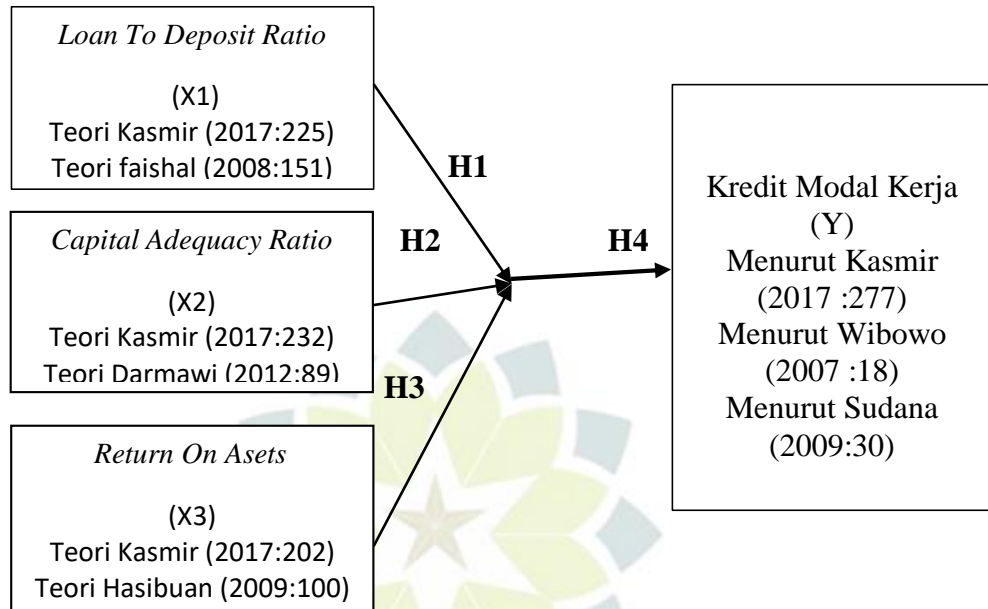 Loan To Deposit Ratio
(X1)
Teori Kasmir (2017:225)
Teori faishal (2008:151)
H1
Capital Adequacy Ratio
(X2)
Teori Kasmir (2017:232)
Teori Darmawi (2012:89)
H2
Return On Asets
(X3)
Teori Kasmir (2017:202)
Teori Hasibuan (2009:100)
H3
H4
Kredit Modal Kerja
(Y)
Menurut Kasmir
(2017 :277)
Menurut Wibowo
(2007 :18)
Menurut Sudana
(2009:30)